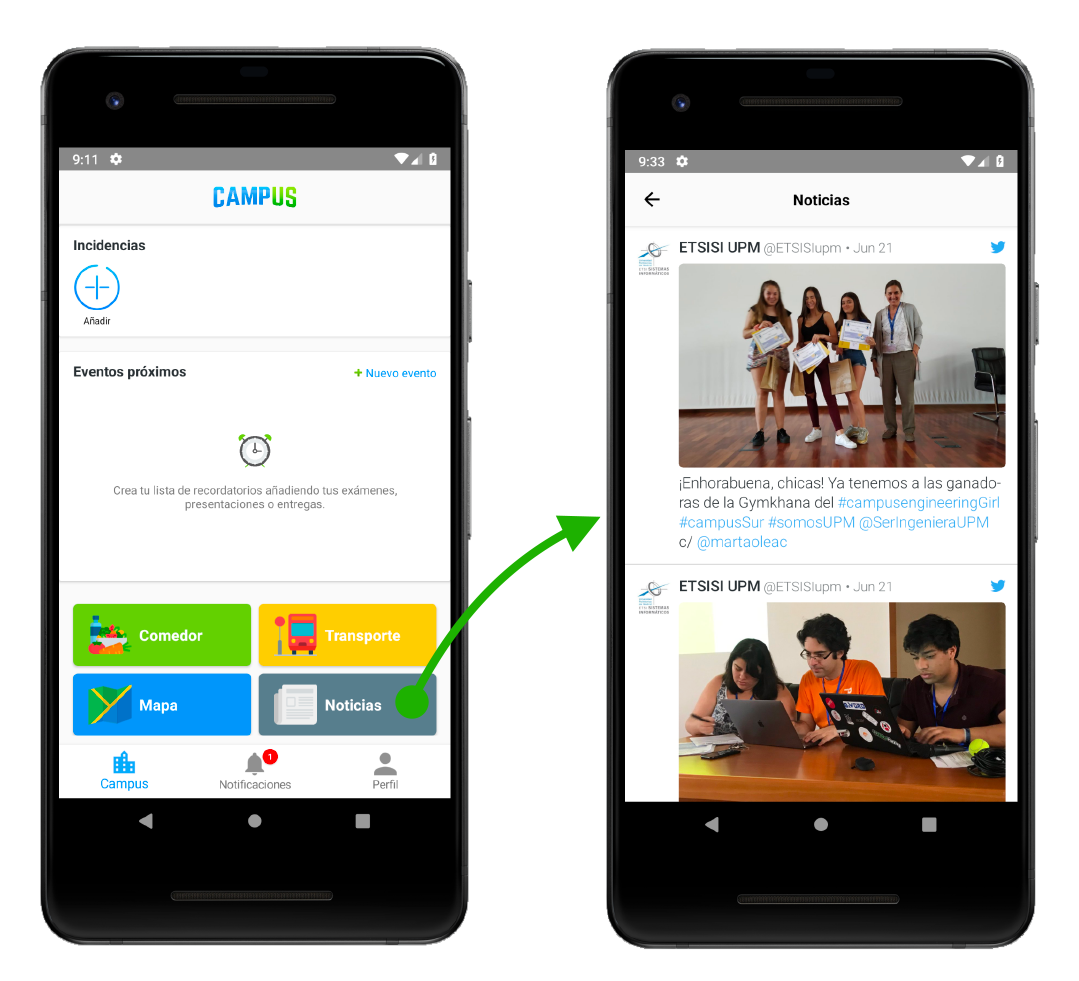 9:11
CAMPUS
Incidencias
Añadir
Eventos próximos
+ Nuevo evento
Crea tu lista de recordatorios añadiendo tus exámenes,
presentaciones o entregas.
Comedor
Transporte
Mapa
Noticias
1
Campus
Notificaciones
Perfil
9:33
Noticias
ETSISI UPM @ETSISIupm • Jun 21
¡Enhorabuena, chicas! Ya tenemos a las ganado-
ras de la Gymkhana del #campusengineeringGirl
#campusSur #somosUPM @SerIngenieraUPM
c/ @martaoleac
ETSISI UPM @ETSISIupm • Jun 21